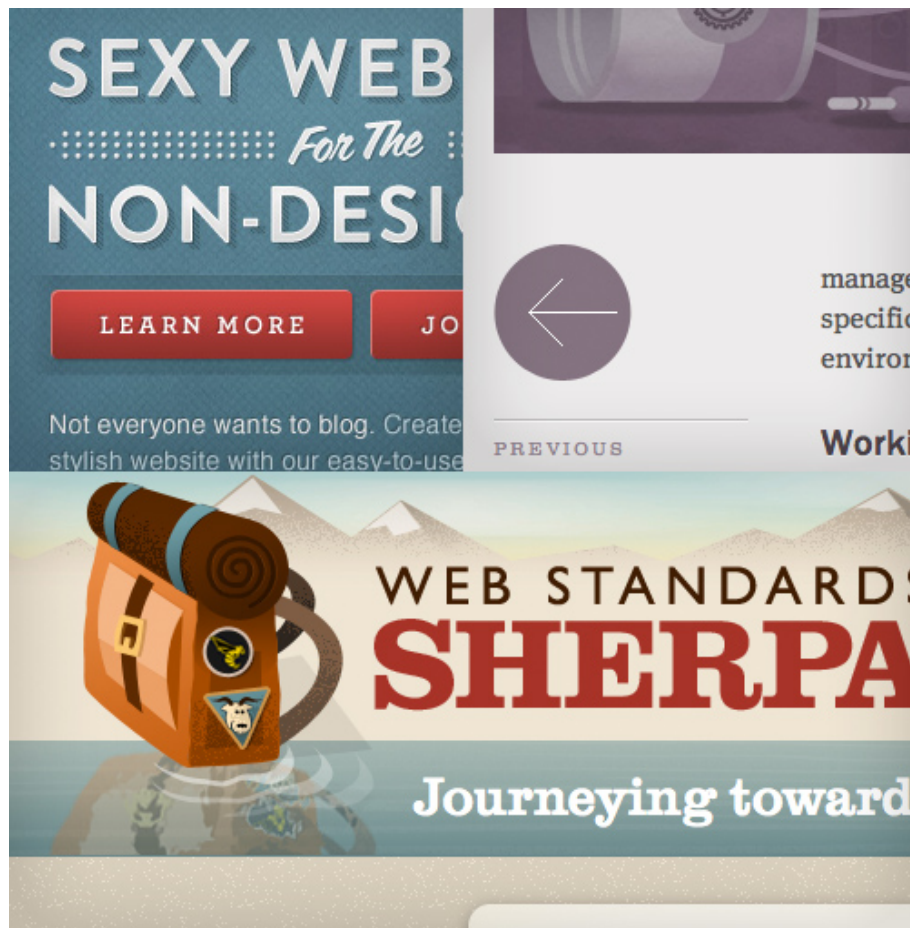 SEXY WEB
For The
NON-DESI
LEARN MORE
JO
Not everyone wants to blog. Create
stylish website with our easy-to-use
manage
specific
environ
PREVIOUS
Worki
WEB STANDARDS
SHERPA
Journeying toward